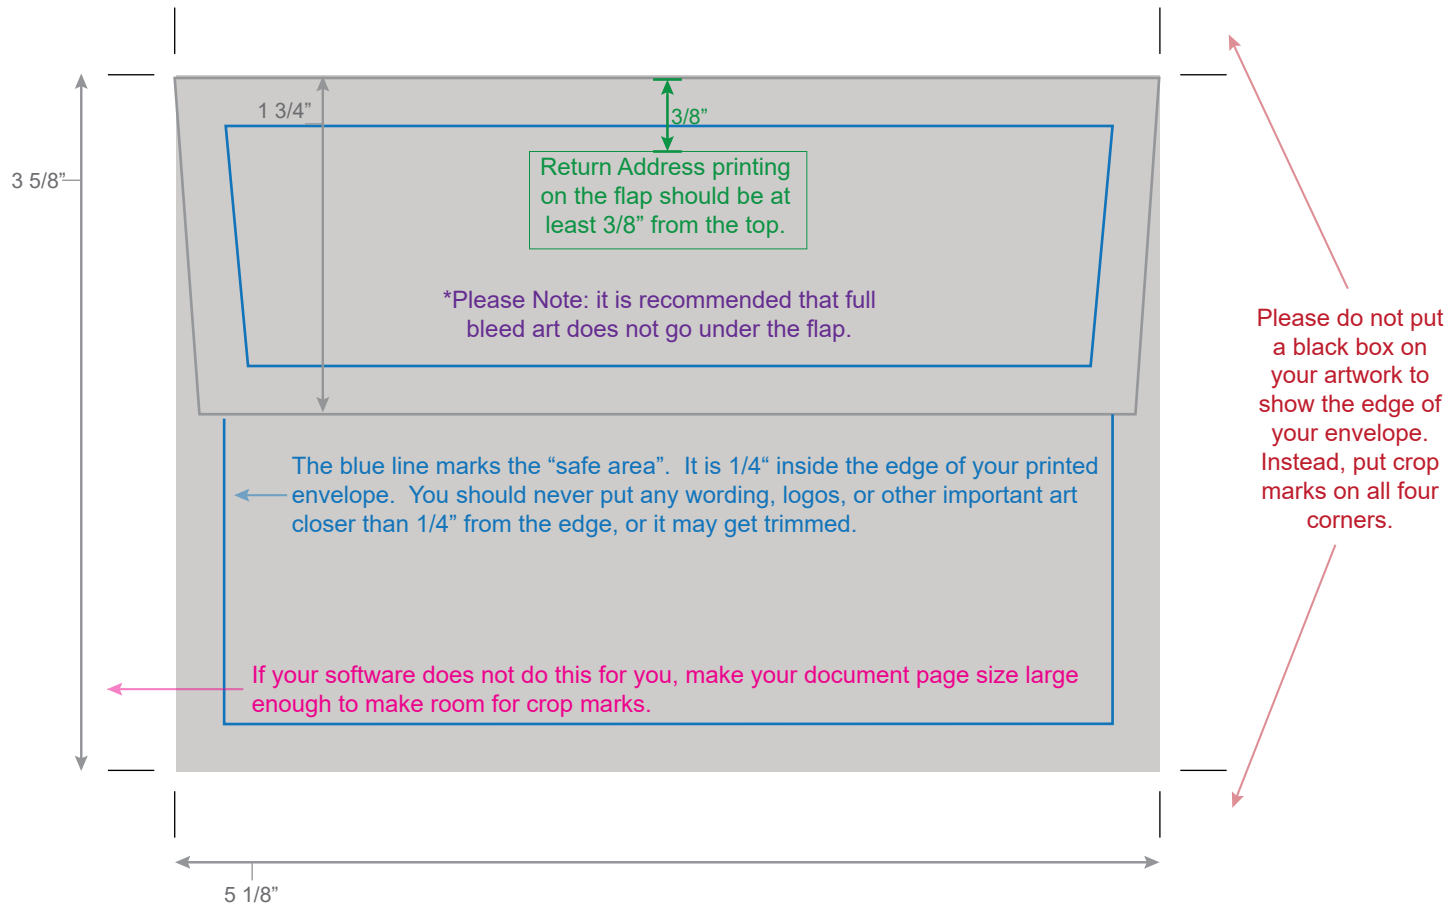 1 3/4”
3/8”
3 5/8”
Return Address printing
on the flap should be at
least 3/8” from the top.
*Please Note: it is recommended that full
bleed art does not go under the flap.
Please do not put
a black box on
your artwork to
show the edge of
your envelope.
Instead, put crop
marks on all four
corners.
The blue line marks the “safe area”.  It is 1/4“ inside the edge of your printed
envelope.  You should never put any wording, logos, or other important art
closer than 1/4” from the edge, or it may get trimmed.
If your software does not do this for you, make your document page size large
enough to make room for crop marks.
5 1/8”